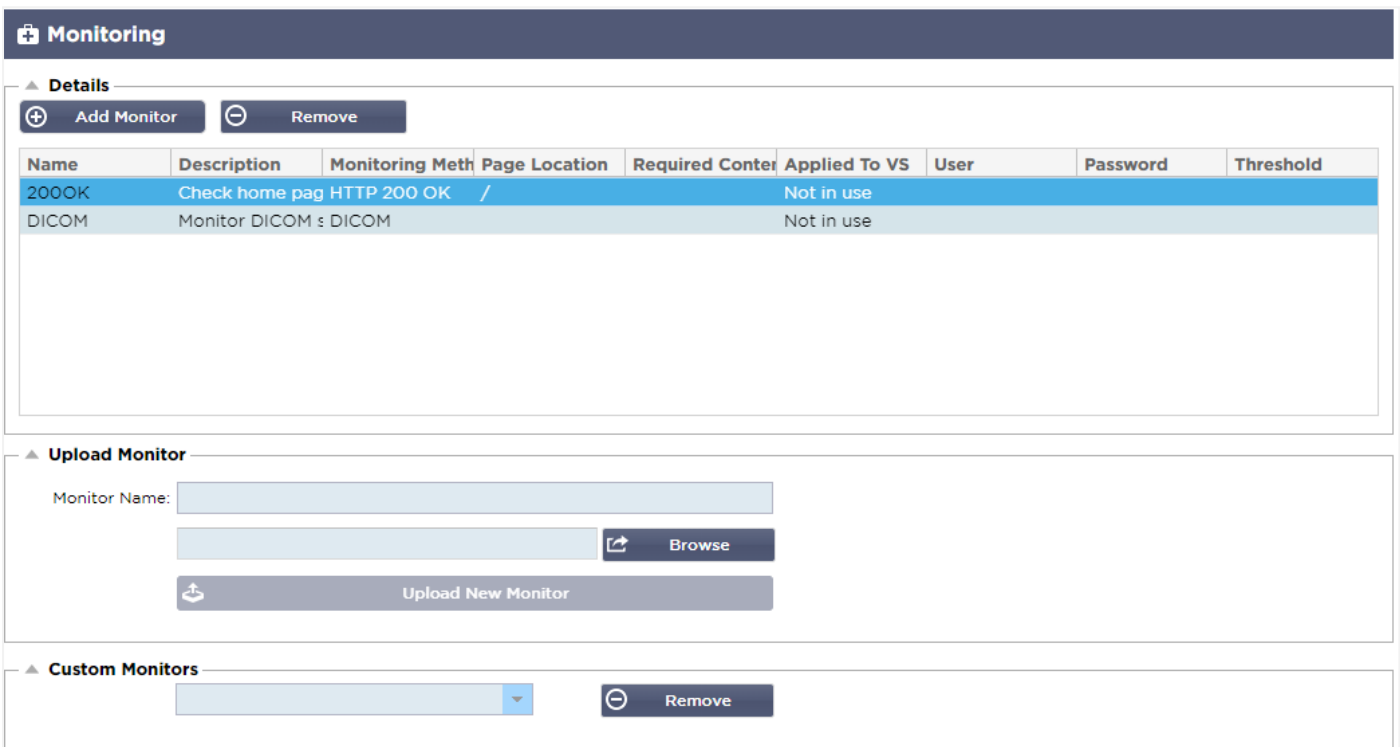 Monitoring
Details
Add Monitor Remove
Name Description Monitoring Meth Page Location Required Conter Applied To VS User Password Threshold
200OK Check home pag HTTP 200 OK / Not in use
DICOM Monitor DICOM s DICOM Not in use
Upload Monitor
Monitor Name:
Browse
Upload New Monitor
Custom Monitors
Remove